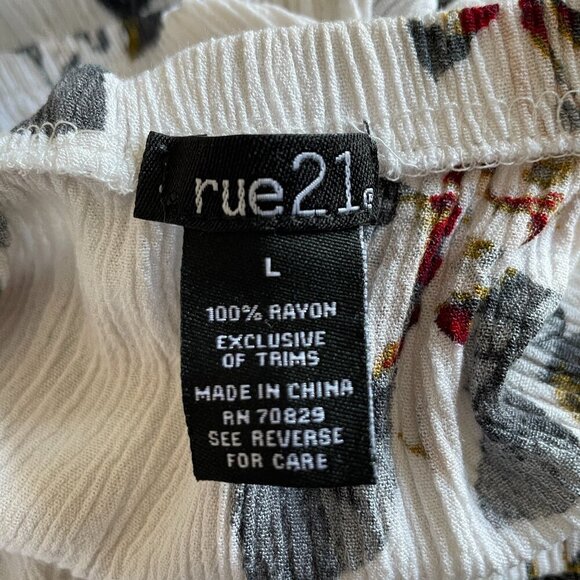 rue21®
L
100% RAYON
EXCLUSIVE
OF TRIMS
MADE IN CHINA
RN 70829
SEE REVERSE
FOR CARE